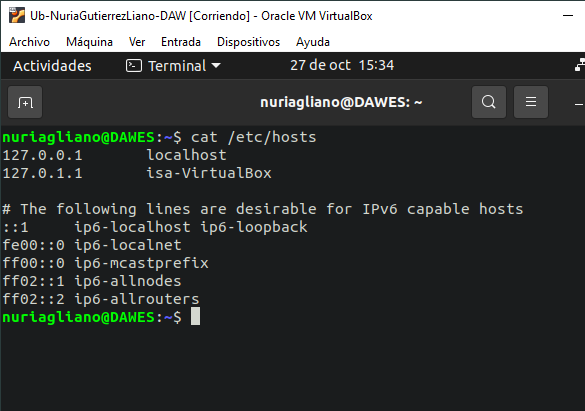 Ub-NuriaGutierrezLiano-DAW [Corriendo] - Oracle VM VirtualBox
Archivo Máquina Ver Entrada Dispositivos Ayuda
Actividades Terminal 27 de oct 15:34
nuriagliano@DAWES: ~
nuriagliano@DAWES:~$ cat /etc/hosts
127.0.0.1 localhost
127.0.1.1 isa-VirtualBox
# The following lines are desirable for IPv6 capable hosts
::1 ip6-localhost ip6-loopback
fe00::0 ip6-localnet
ff00::0 ip6-mcastprefix
ff02::1 ip6-allnodes
ff02::2 ip6-allrouters
nuriagliano@DAWES:~$